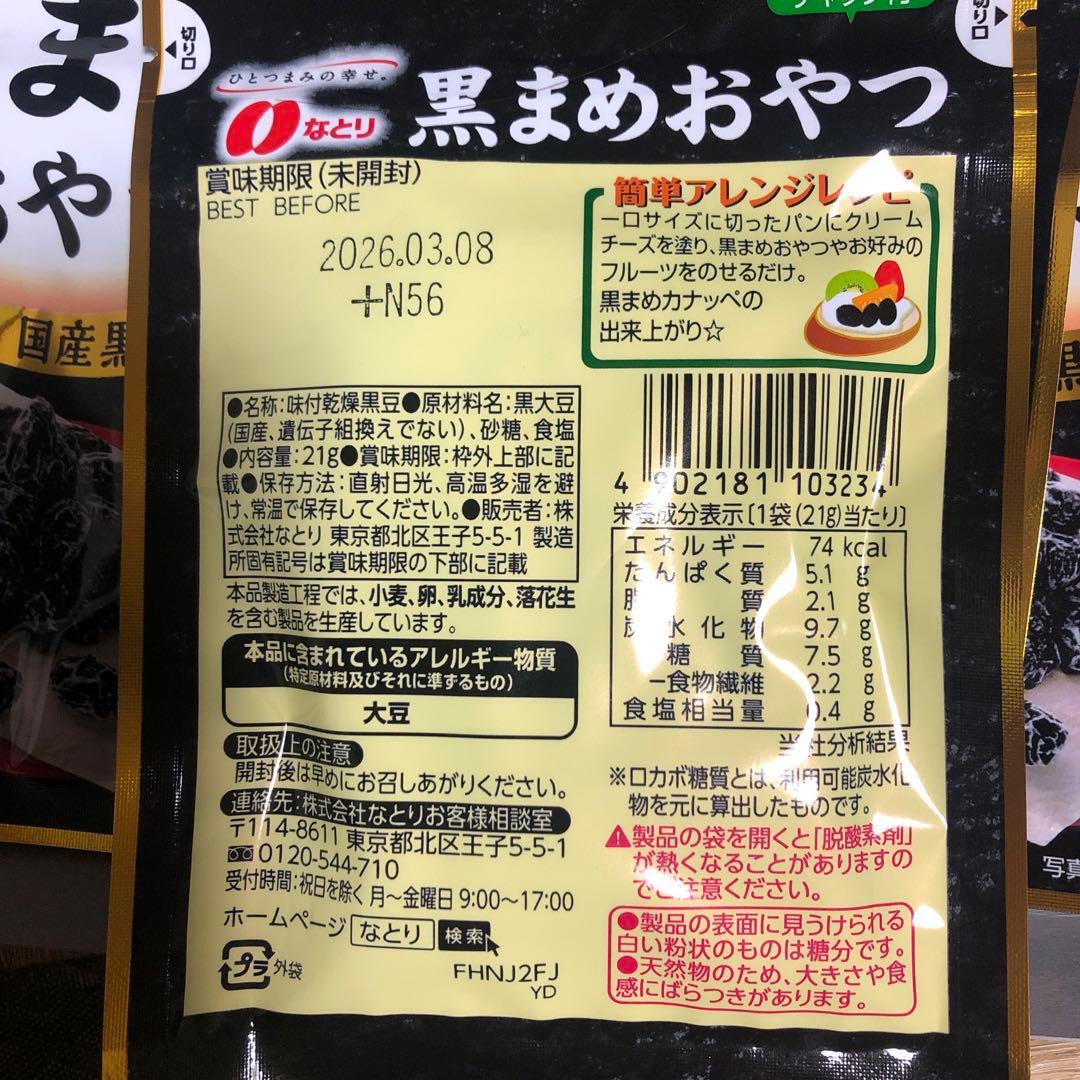 切り口
切り口
ま
おや
国産黒
ひとつまみの幸せ。
なとり
黒まめおやつ
賞味期限(未開封)
BEST BEFORE
2026.03.08
+N56
簡単アレンジレシピ
一口サイズに切ったパンにクリーム
チーズを塗り、黒まめおやつやお好みの
フルーツをのせるだけ。
黒まめカナッペの
出来上がり☆
●名称:味付乾燥黒豆●原材料名:黒大豆
(国産、遺伝子組換えでない)、砂糖、食塩
●内容量:21g●賞味期限:枠外上部に記
載●保存方法:直射日光、高温多湿を避
け、常温で保存してください。●販売者:株
式会社なとり 東京都北区王子5-5-1 製造
所固有記号は賞味期限の下部に記載
本品製造工程では、小麦、卵、乳成分、落花生
を含む製品を生産しています。
本品に含まれているアレルギー物質
(特定原材料及びそれに準ずるもの)
大豆
取扱上の注意
開封後は早めにお召しあがりください。
連絡先:株式会社なとりお客様相談室
〒114-8611 東京都北区王子5-5-1
0120-544-710
受付時間:祝日を除く 月〜金曜日 9:00〜17:00
ホームページ なとり 検索
プラ 外袋
FHNJ2FJ
YD
4 902181 103234
栄養成分表示〔1袋(21g)当たり〕
エネルギー 74 kcal
たんぱく質 5.1 g
脂質 2.1 g
炭水化物 9.7 g
糖質 7.5 g
−食物繊維 2.2 g
食塩相当量 0.4 g
当社分析結果
※ロカボ糖質とは、利用可能炭水化
物を元に算出したものです。
⚠製品の袋を開くと「脱酸素剤」
が熱くなることがありますの
でご注意ください。
●製品の表面に見うけられる
白い粉状のものは糖分です。
●天然物のため、大きさや食
感にばらつきがあります。
黒
写真